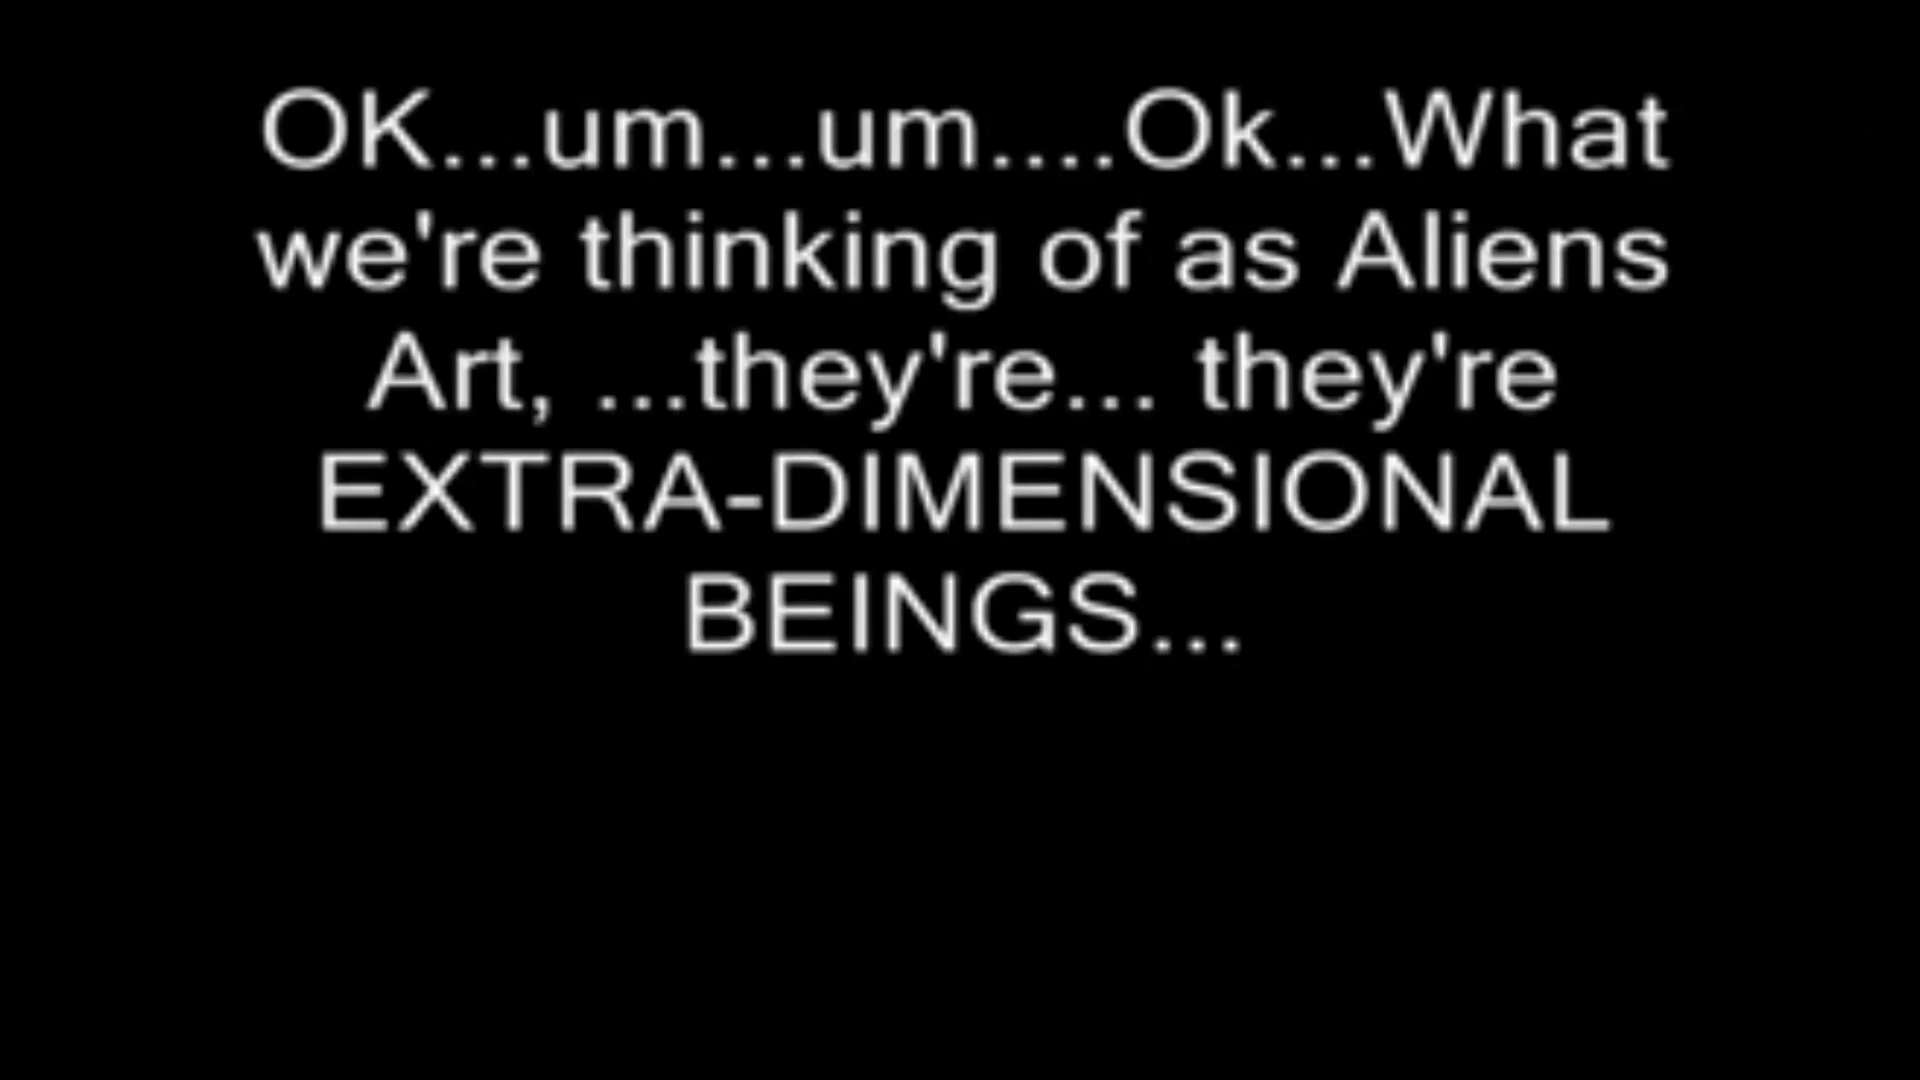 OK...um...um....Ok...What
we're thinking of as Aliens
Art, ...they're... they're
EXTRA-DIMENSIONAL
BEINGS...